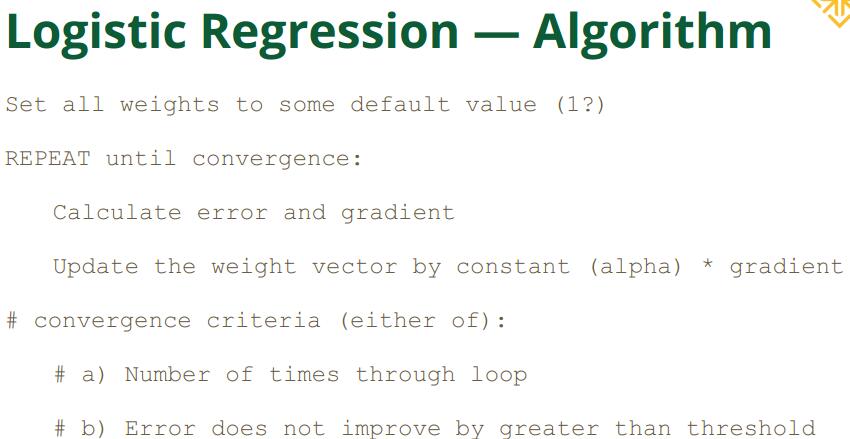 Logistic Regression — Algorithm
Set all weights to some default value (1?)
REPEAT until convergence:
Calculate error and gradient
Update the weight vector by constant (alpha) * gradient
# convergence criteria (either of):
# a) Number of times through loop
# b) Error does not improve by greater than threshold